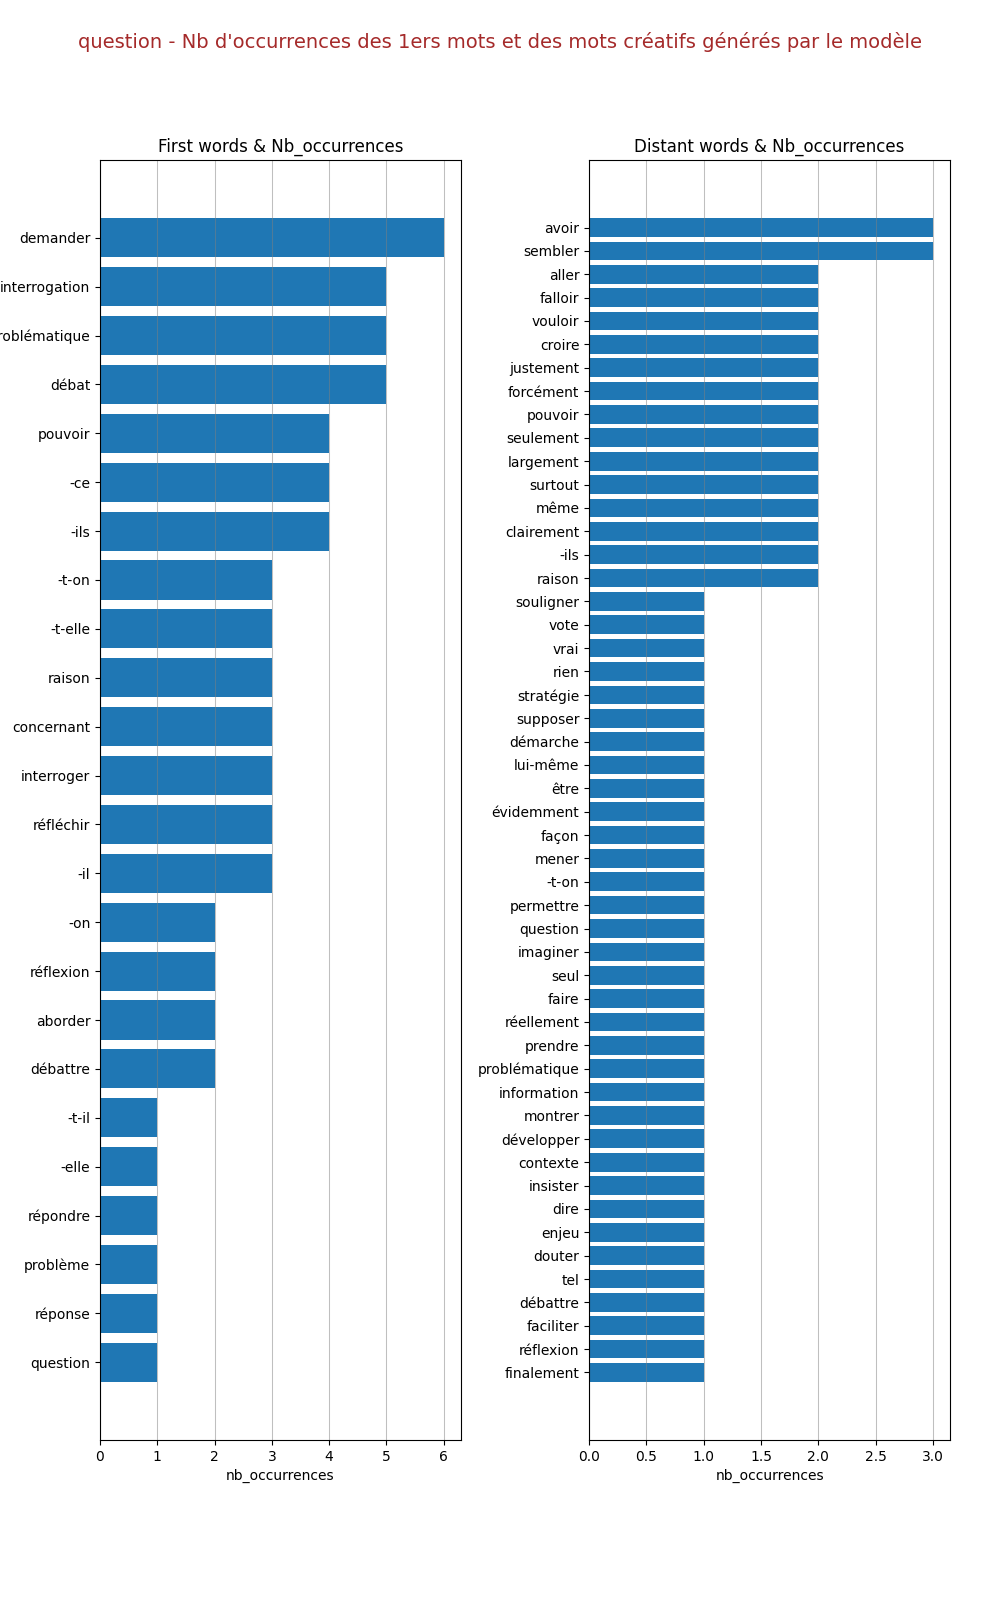 question - Nb d'occurrences des 1ers mots et des mots créatifs générés par le modèle
First words & Nb_occurrences
demander
interrogation
roblématique
débat
pouvoir
-ce
-ils
-t-on
-t-elle
raison
concernant
interroger
réfléchir
-il
-on
réflexion
aborder
débattre
-t-il
-elle
répondre
problème
réponse
question
0 1 2 3 4 5 6
nb_occurrences
Distant words & Nb_occurrences
avoir
sembler
aller
falloir
vouloir
croire
justement
forcément
pouvoir
seulement
largement
surtout
même
clairement
-ils
raison
souligner
vote
vrai
rien
stratégie
supposer
démarche
lui-même
être
évidemment
façon
mener
-t-on
permettre
question
imaginer
seul
faire
réellement
prendre
problématique
information
montrer
développer
contexte
insister
dire
enjeu
douter
tel
débattre
faciliter
réflexion
finalement
0.0 0.5 1.0 1.5 2.0 2.5 3.0
nb_occurrences